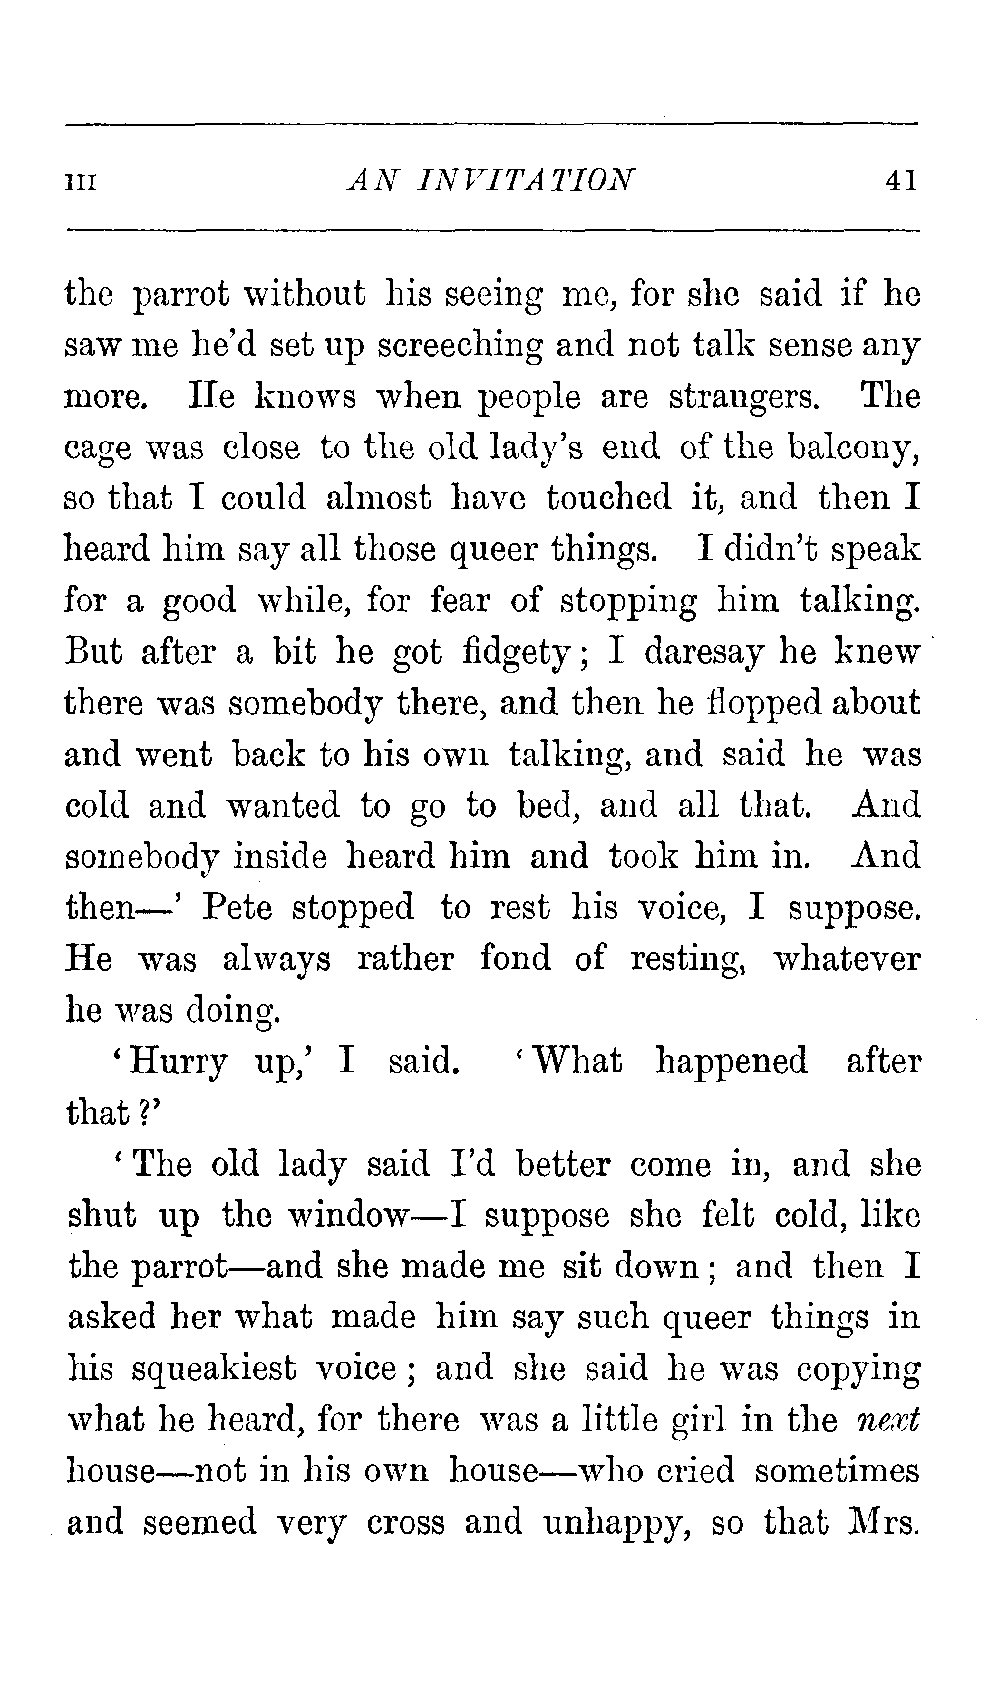 III AN INVITATION 41
the parrot without his seeing me, for she said if he
saw me he'd set up screeching and not talk sense any
more. He knows when people are strangers. The
cage was close to the old lady's end of the balcony,
so that I could almost have touched it, and then I
heard him say all those queer things. I didn't speak
for a good while, for fear of stopping him talking.
But after a bit he got fidgety; I daresay he knew
there was somebody there, and then he flopped about
and went back to his own talking, and said he was
cold and wanted to go to bed, and all that. And
somebody inside heard him and took him in. And
then—' Pete stopped to rest his voice, I suppose.
He was always rather fond of resting, whatever
he was doing.
'Hurry up,' I said. 'What happened after
that?'
'The old lady said I'd better come in, and she
shut up the window—I suppose she felt cold, like
the parrot—and she made me sit down; and then I
asked her what made him say such queer things in
his squeakiest voice; and she said he was copying
what he heard, for there was a little girl in the next
house—not in his own house—who cried sometimes
and seemed very cross and unhappy, so that Mrs.